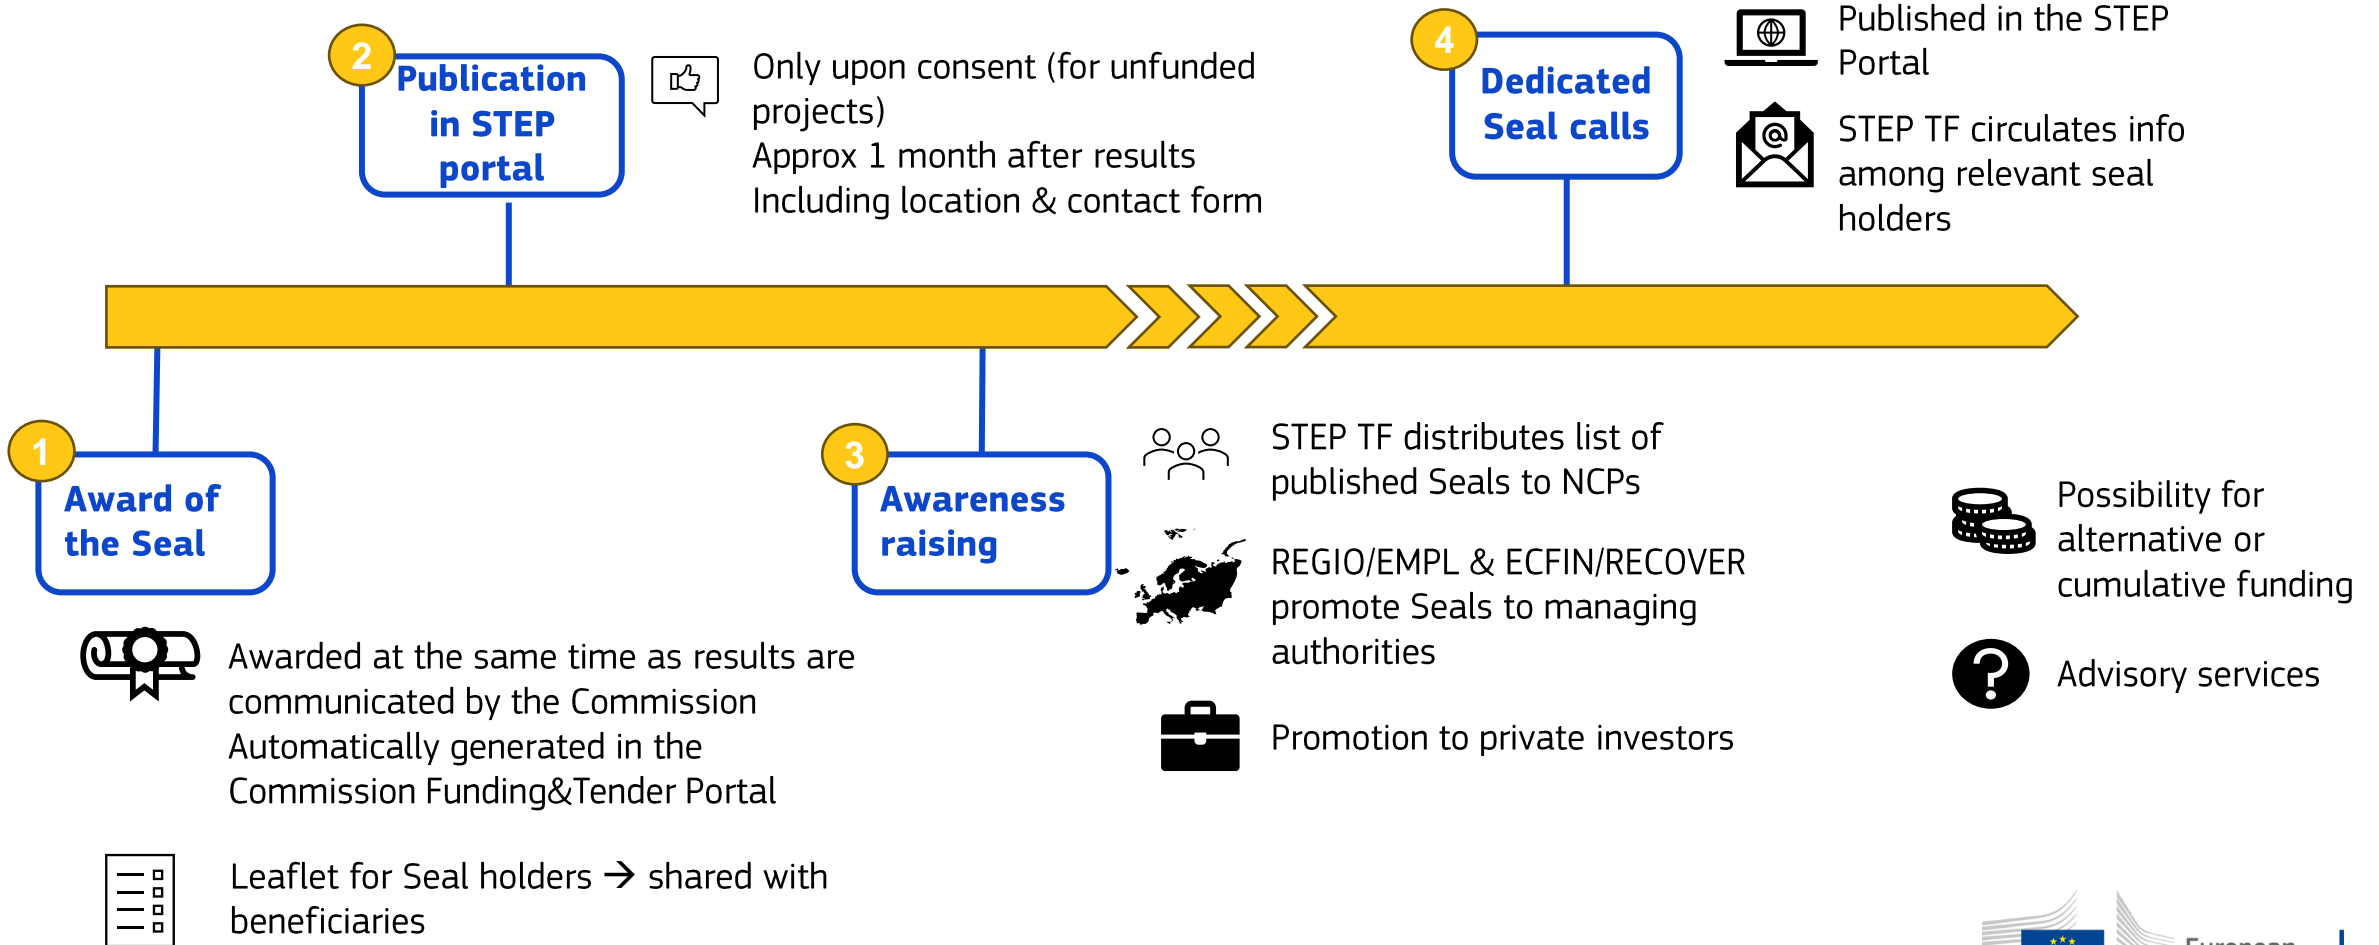 2
Publication
in STEP
portal
Only upon consent (for unfunded
projects)
Approx 1 month after results
Including location & contact form
4
Dedicated
Seal calls
Published in the STEP
Portal
STEP TF circulates info
among relevant seal
holders
1
Award of
the Seal
Awarded at the same time as results are
communicated by the Commission
Automatically generated in the
Commission Funding&Tender Portal
Leaflet for Seal holders → shared with
beneficiaries
3
Awareness
raising
STEP TF distributes list of
published Seals to NCPs
REGIO/EMPL & ECFIN/RECOVER
promote Seals to managing
authorities
Promotion to private investors
Possibility for
alternative or
cumulative funding
Advisory services